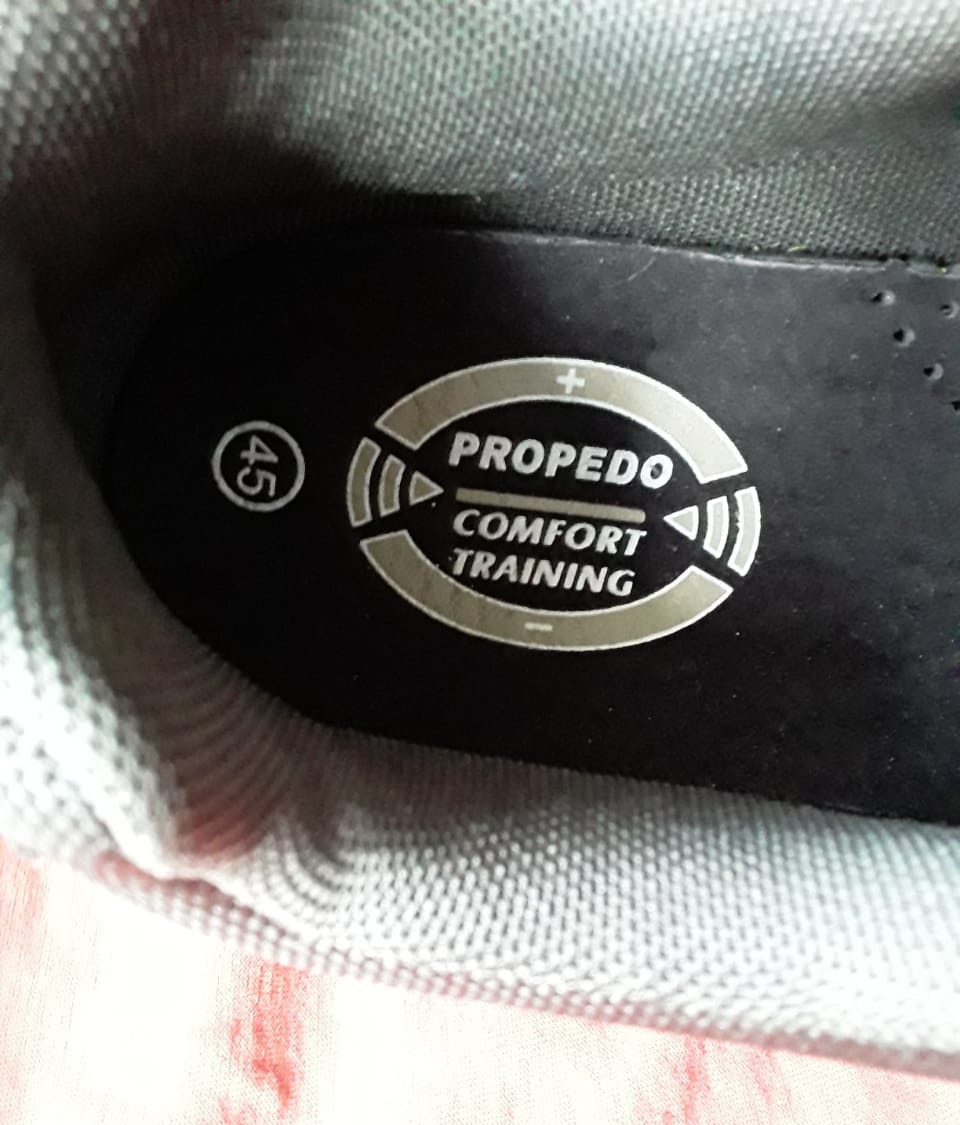 45
+
PROPEDO
COMFORT
TRAINING
-